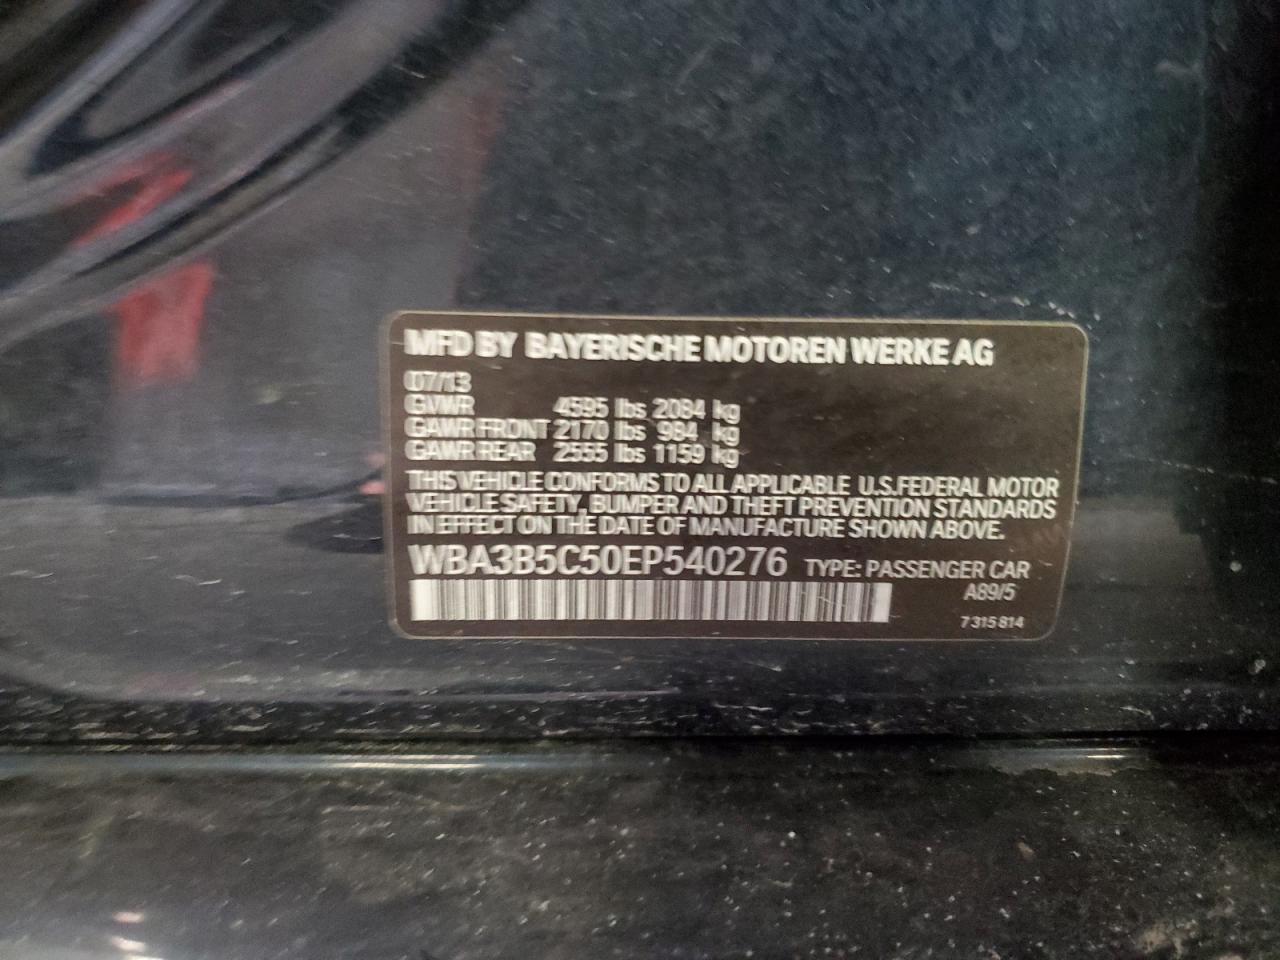 MFD BY BAYERISCHE MOTOREN WERKE AG
07/13
GVWR 4595 lbs 2084 kg
GAWR FRONT 2170 lbs 984 kg
GAWR REAR 2555 lbs 1159 kg
THIS VEHICLE CONFORMS TO ALL APPLICABLE U.S.FEDERAL MOTOR
VEHICLE SAFETY, BUMPER AND THEFT PREVENTION STANDARDS
IN EFFECT ON THE DATE OF MANUFACTURE SHOWN ABOVE.
WBA3B5C50EP540276 TYPE: PASSENGER CAR
A89/5
7 315 814